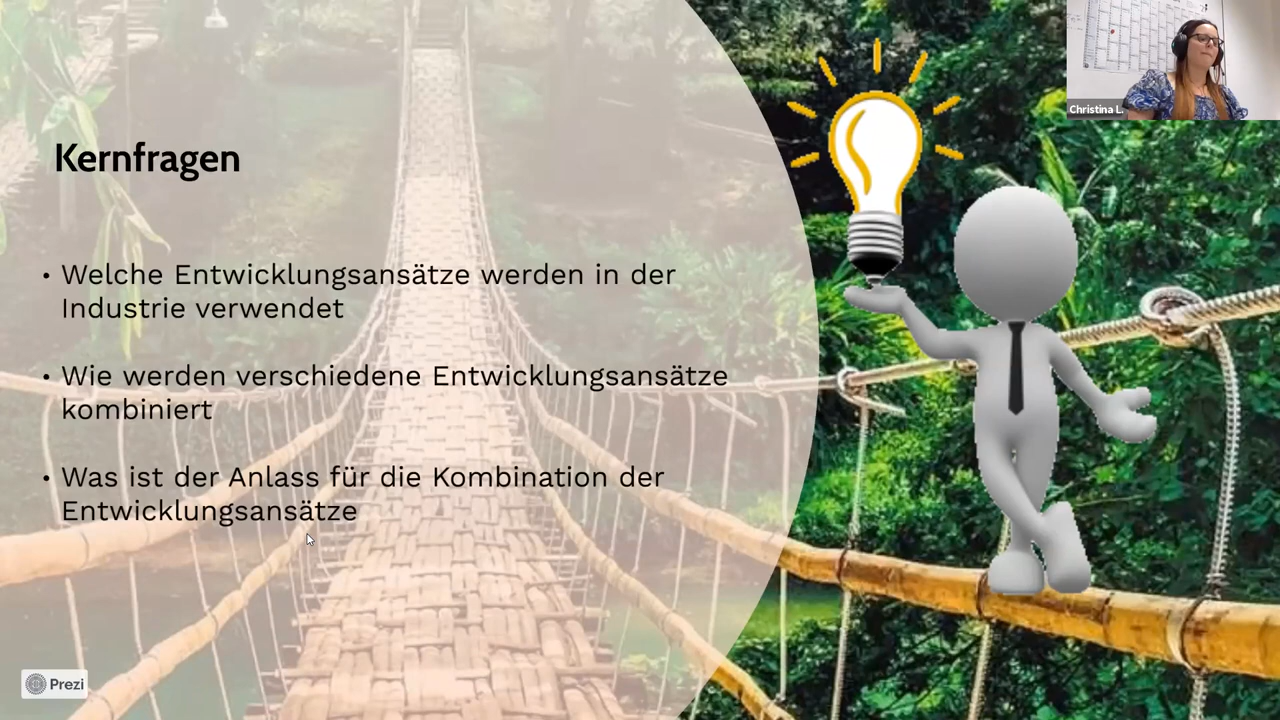 Kernfragen
• Welche Entwicklungsansätze werden in der
Industrie verwendet
• Wie werden verschiedene Entwicklungsansätze
kombiniert
• Was ist der Anlass für die Kombination der
Entwicklungsansätze
Christina L.
Prezi